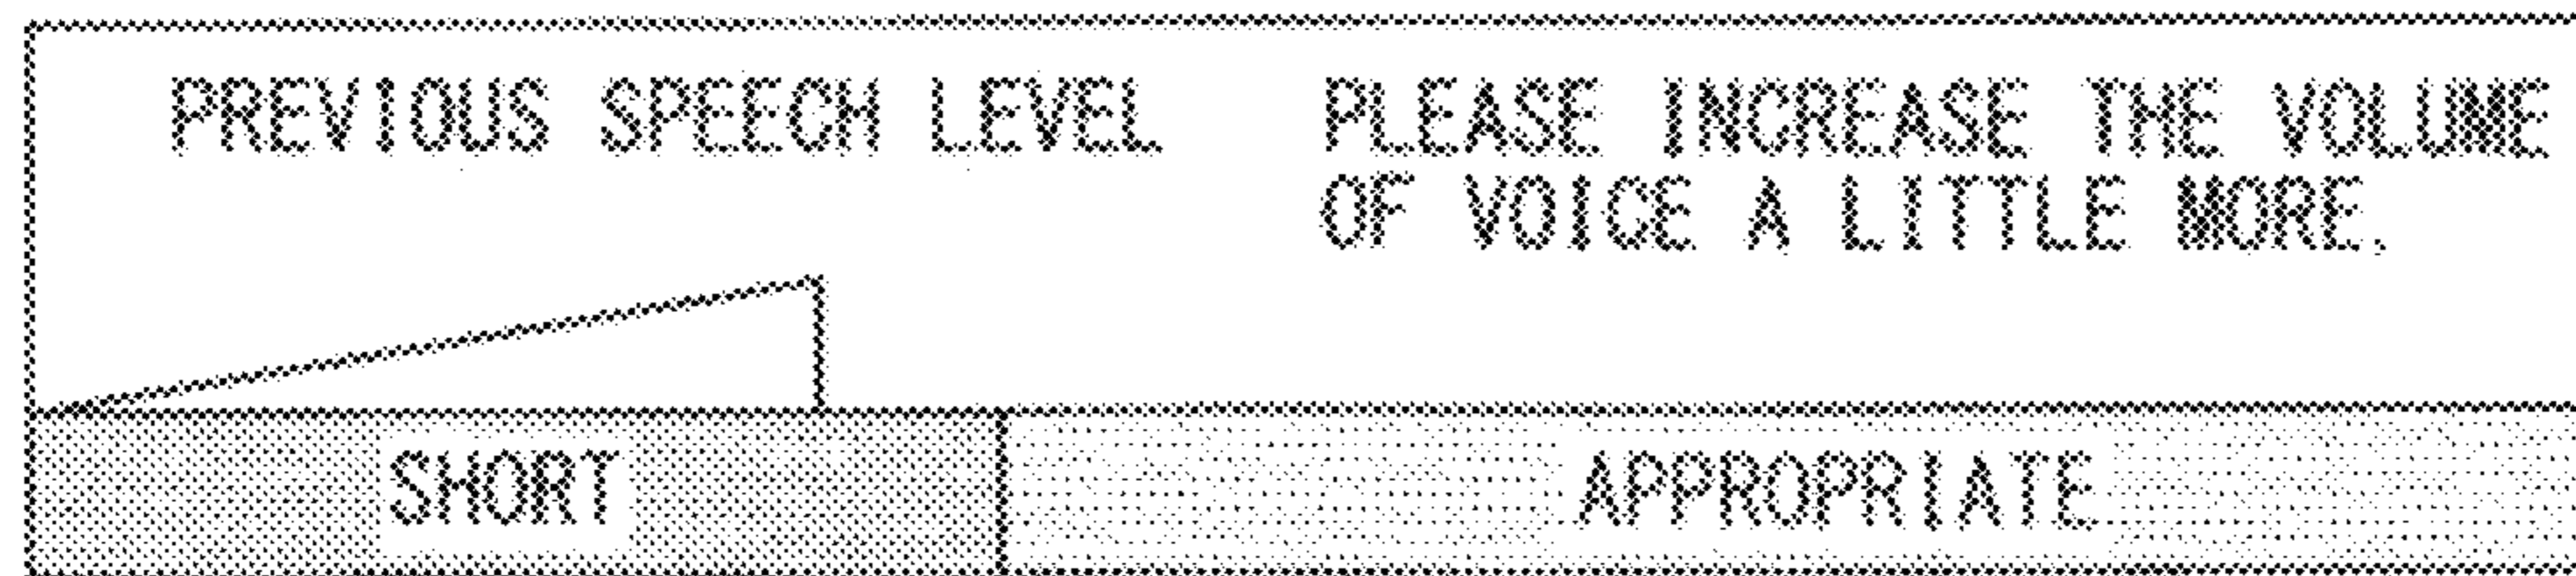 PREVIOUS SPEECH LEVEL
PLEASE INCREASE THE VOLUME
OF VOICE A LITTLE MORE.
SHORT
APPROPRIATE